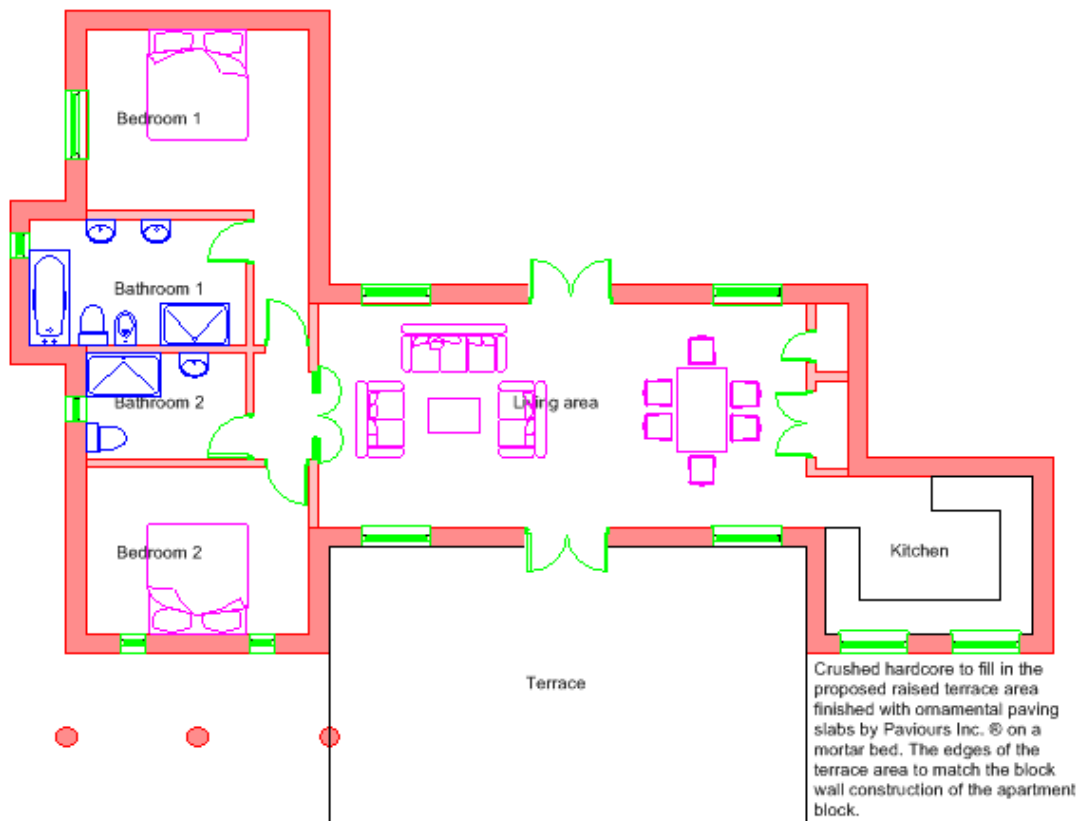 Bedroom 1
Bathroom 1
Bathroom 2
Living area
Bedroom 2
Kitchen
Terrace
Crushed hardcore to fill in the
proposed raised terrace area
finished with ornamental paving
slabs by Paviours Inc. ® on a
mortar bed. The edges of the
terrace area to match the block
wall construction of the apartment
block.